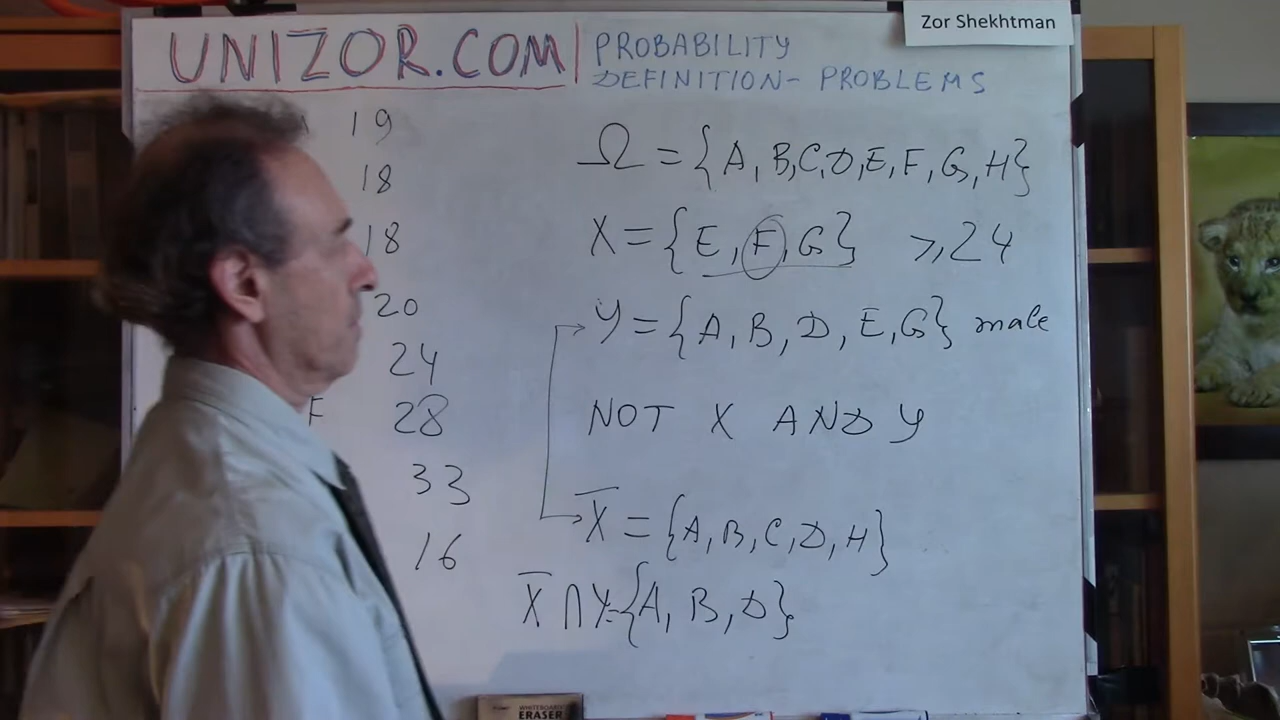 Zor Shekhtman
UNIZOR.COM
PROBABILITY
DEFINITION- PROBLEMS
19
18
18
20
24
F 28
33
16
Ω = {A, B, C, D, E, F, G, H}
X = {E, F, G} ⩾ 24
Y = {A, B, D, E, G} male
NOT X AND Y
X̅ = {A, B, C, D, H}
X̅ ∩ Y = {A, B, D}
WHITEBOARD
ERASER